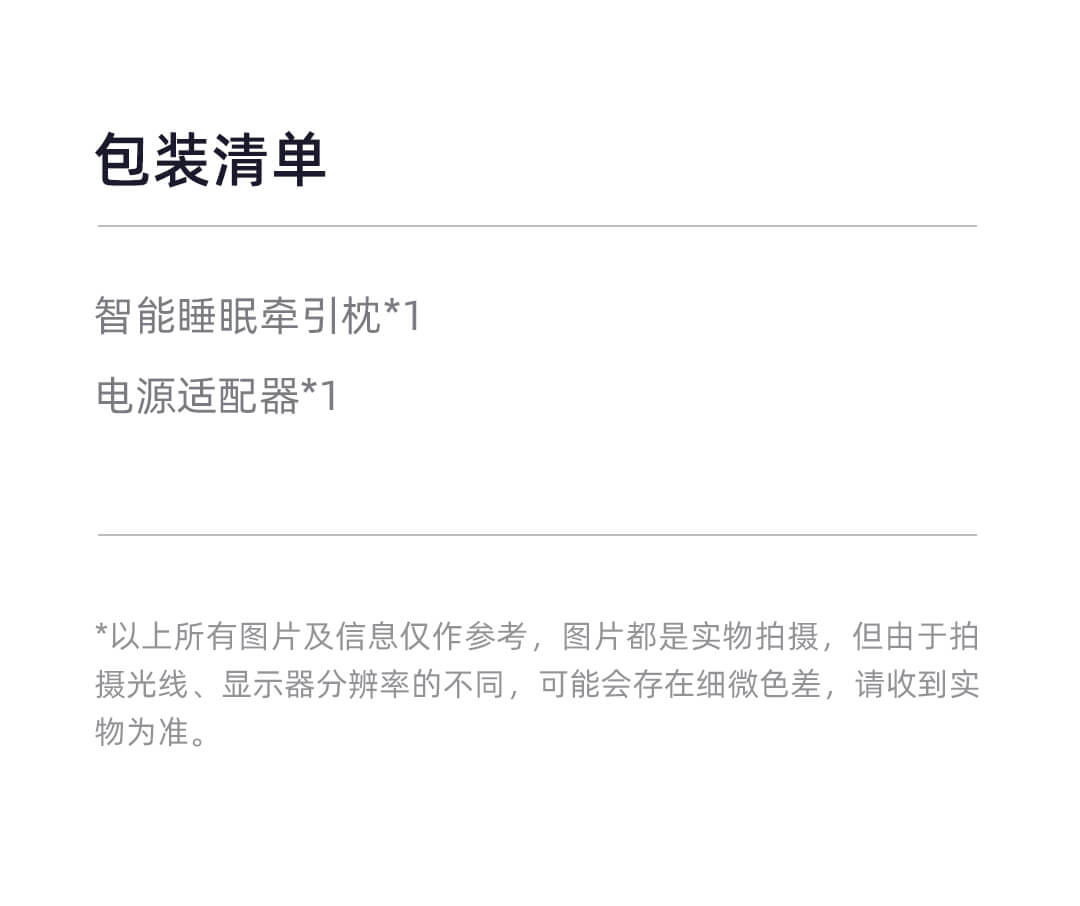 包装清单
智能睡眠牵引枕*1
电源适配器*1
*以上所有图片及信息仅作参考，图片都是实物拍摄，但由于拍
摄光线、显示器分辨率的不同，可能会存在细微色差，请收到实
物为准。